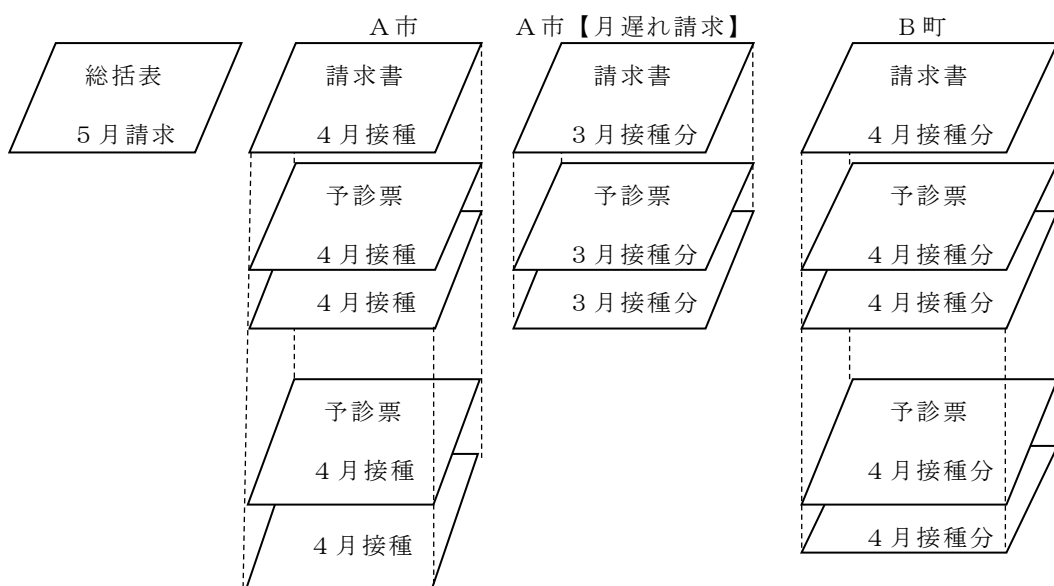 A市
A市【月遅れ請求】
B町
総括表
5月請求
請求書
4月接種
予診票
4月接種
4月接種
予診票
4月接種
4月接種
請求書
3月接種分
予診票
3月接種分
3月接種分
請求書
4月接種分
予診票
4月接種分
4月接種分
予診票
4月接種分
4月接種分